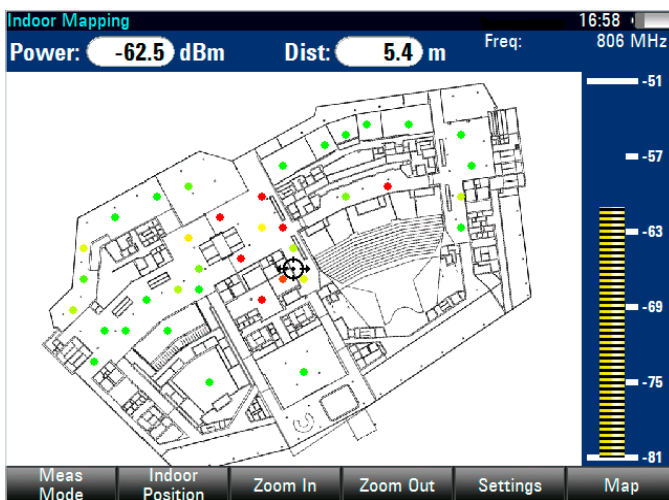 Indoor Mapping
16:58
Power: -62.5 dBm Dist: 5.4 m Freq: 806 MHz
-51
-57
-63
-69
-75
-81
Meas Mode
Indoor Position
Zoom In
Zoom Out
Settings
Map